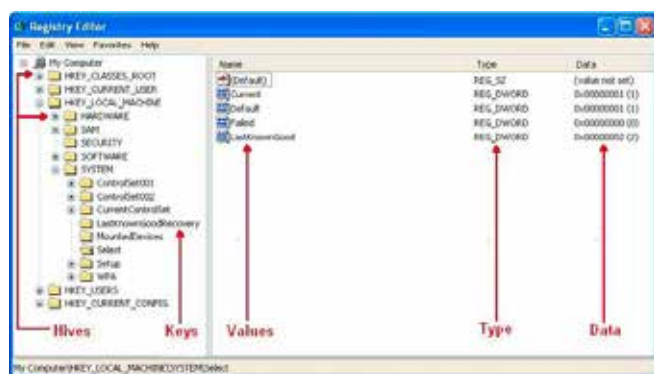 Registry Editor
File Edit View Favorites Help
My Computer
HKEY_CLASSES_ROOT
HKEY_CURRENT_USER
HKEY_LOCAL_MACHINE
HARDWARE
SAM
SECURITY
SOFTWARE
SYSTEM
ControlSet001
ControlSet002
CurrentControlSet
LastKnownGoodRecovery
MountedDevices
Select
Setup
WPA
HKEY_USERS
HKEY_CURRENT_CONFIG
Name Type Data
(Default) REG_SZ (value not set)
Current REG_DWORD 0x00000001 (1)
Default REG_DWORD 0x00000001 (1)
Failed REG_DWORD 0x00000000 (0)
LastKnownGood REG_DWORD 0x00000002 (2)
Hives Keys Values Type Data
My Computer\HKEY_LOCAL_MACHINE\SYSTEM\Select